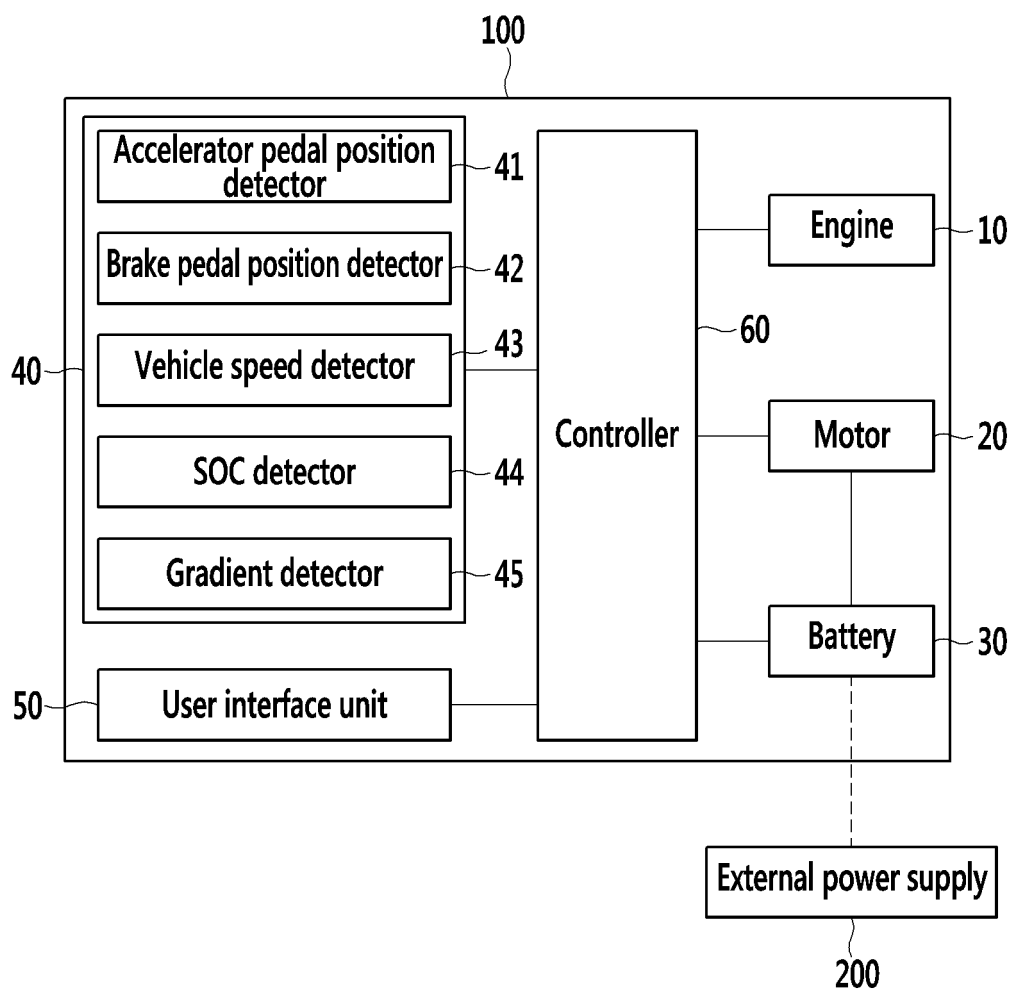 100
Accelerator pedal position
detector
41
Brake pedal position detector
42
Vehicle speed detector
43
SOC detector
44
Gradient detector
45
40
User interface unit
50
Controller
60
Engine
10
Motor
20
Battery
30
External power supply
200